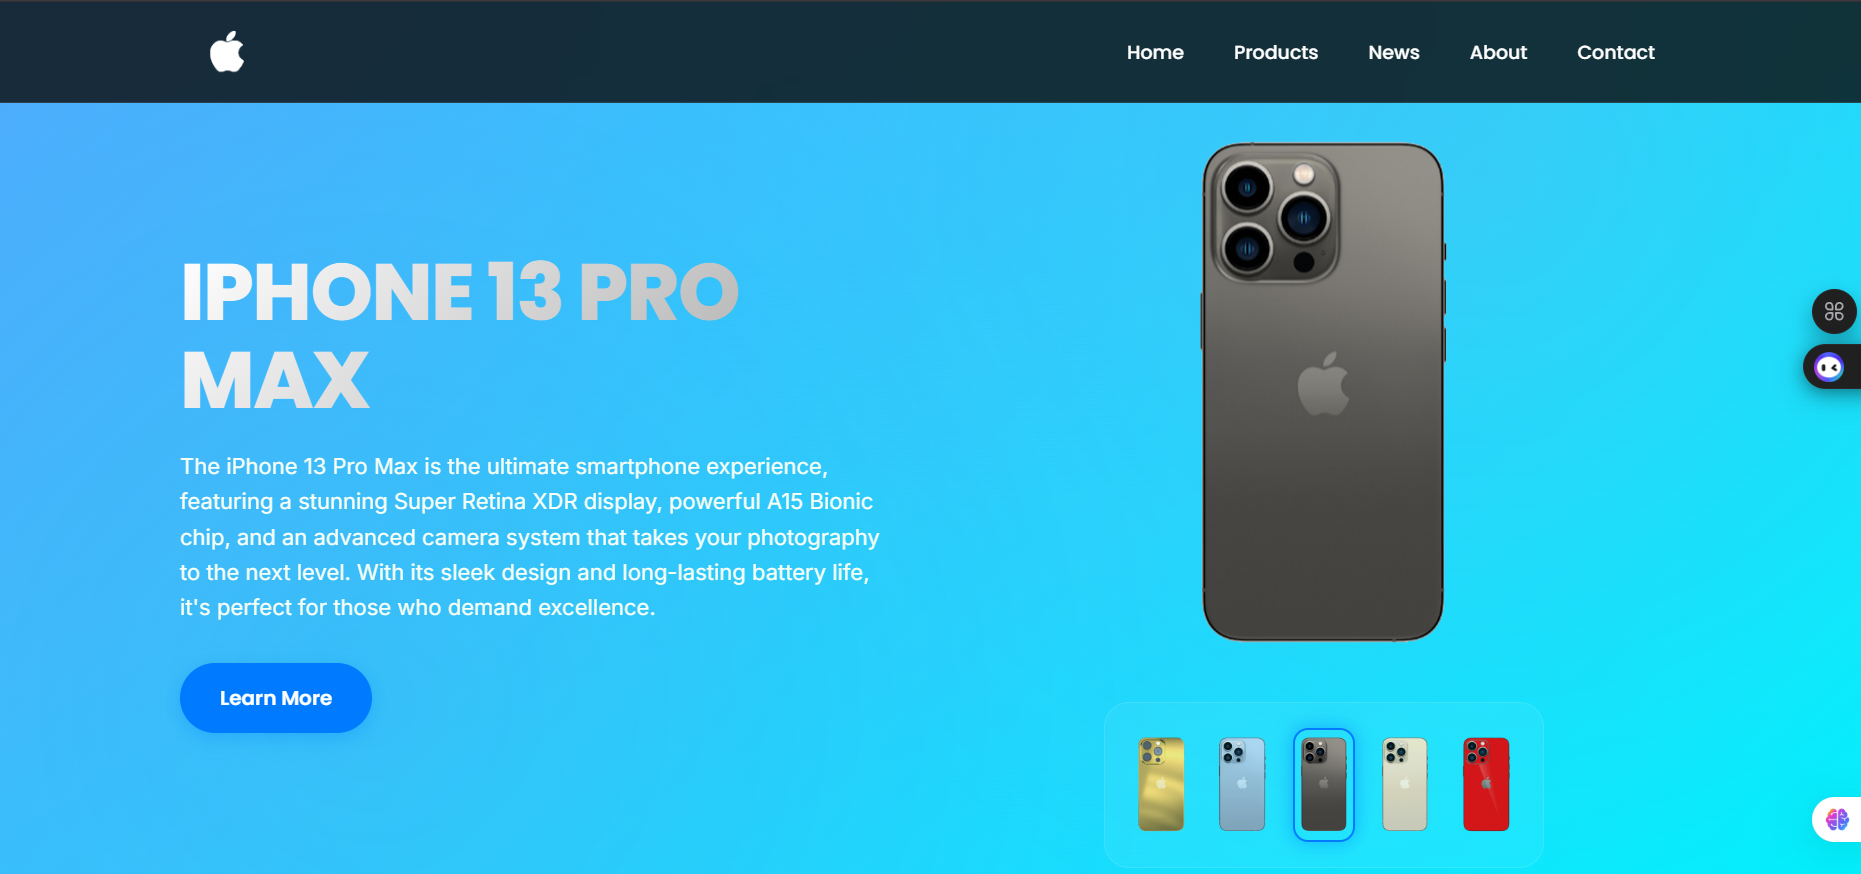 Home Products News About Contact
IPHONE 13 PRO
MAX
The iPhone 13 Pro Max is the ultimate smartphone experience,
featuring a stunning Super Retina XDR display, powerful A15 Bionic
chip, and an advanced camera system that takes your photography
to the next level. With its sleek design and long-lasting battery life,
it's perfect for those who demand excellence.
Learn More